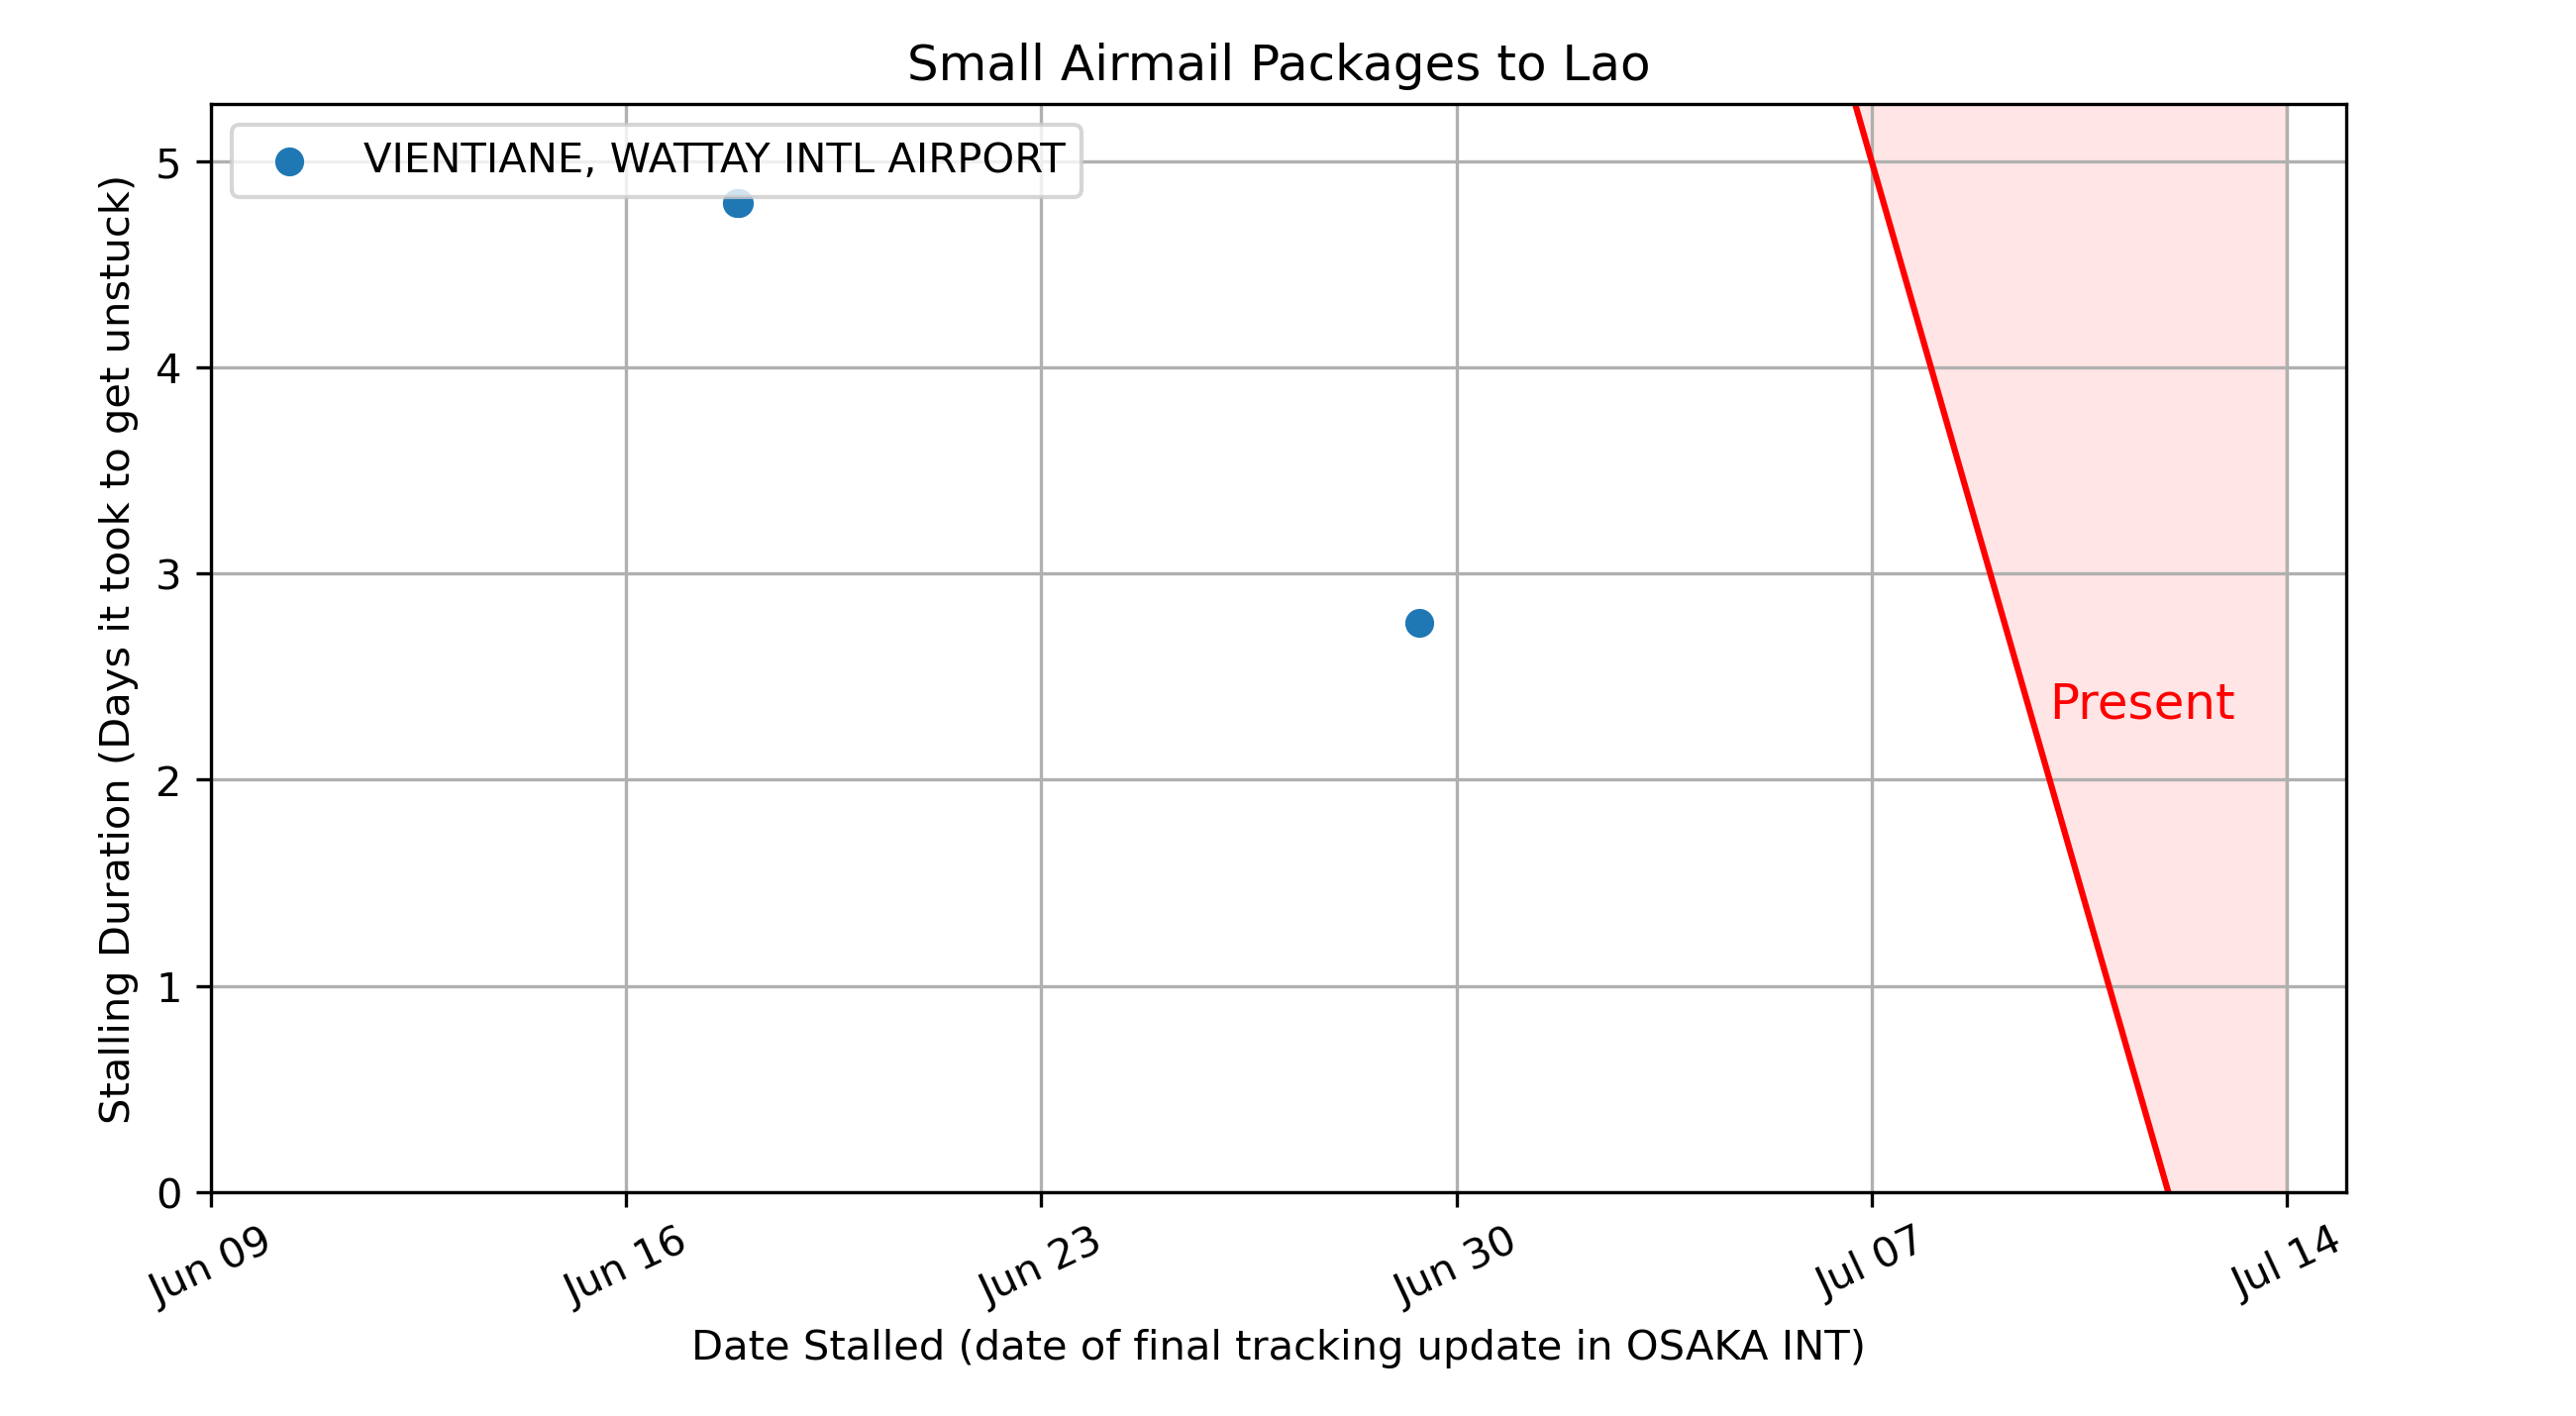 Small Airmail Packages to Lao
VIENTIANE, WATTAY INTL AIRPORT
Stalling Duration (Days it took to get unstuck)
5
4
3
2
1
0
Present
Jun 09
Jun 16
Jun 23
Jun 30
Jul 07
Jul 14
Date Stalled (date of final tracking update in OSAKA INT)